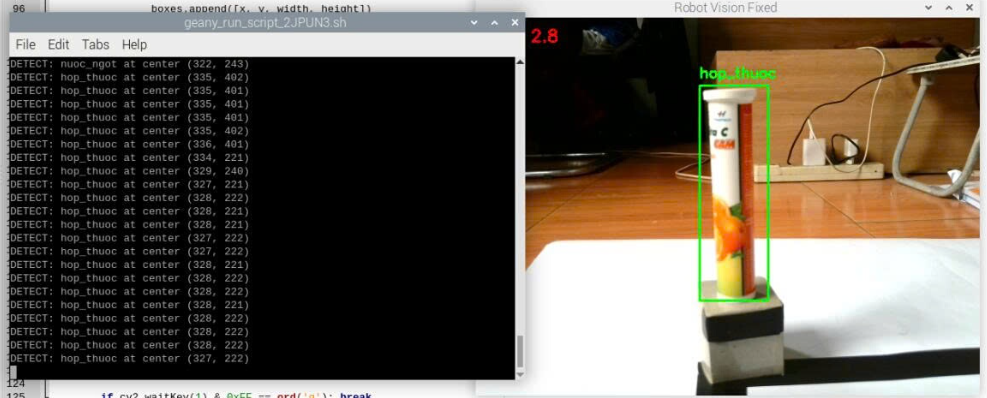 96 boxes.append([x, y, width, height])
geany_run_script_2JPUN3.sh
File Edit Tabs Help
DETECT: nuoc_ngot at center (322, 243)
DETECT: hop_thuoc at center (335, 402)
DETECT: hop_thuoc at center (335, 401)
DETECT: hop_thuoc at center (335, 401)
DETECT: hop_thuoc at center (335, 401)
DETECT: hop_thuoc at center (335, 402)
DETECT: hop_thuoc at center (336, 401)
DETECT: hop_thuoc at center (334, 221)
DETECT: hop_thuoc at center (329, 240)
DETECT: hop_thuoc at center (327, 221)
DETECT: hop_thuoc at center (328, 222)
DETECT: hop_thuoc at center (328, 221)
DETECT: hop_thuoc at center (328, 221)
DETECT: hop_thuoc at center (327, 222)
DETECT: hop_thuoc at center (327, 222)
DETECT: hop_thuoc at center (328, 221)
DETECT: hop_thuoc at center (328, 222)
DETECT: hop_thuoc at center (328, 222)
DETECT: hop_thuoc at center (328, 221)
DETECT: hop_thuoc at center (328, 222)
DETECT: hop_thuoc at center (328, 222)
DETECT: hop_thuoc at center (328, 222)
DETECT: hop_thuoc at center (327, 222)
124
125 if cv2.waitKey(1) & 0xFF == ord('q'): break
Robot Vision Fixed
2.8
hop_thuoc
C